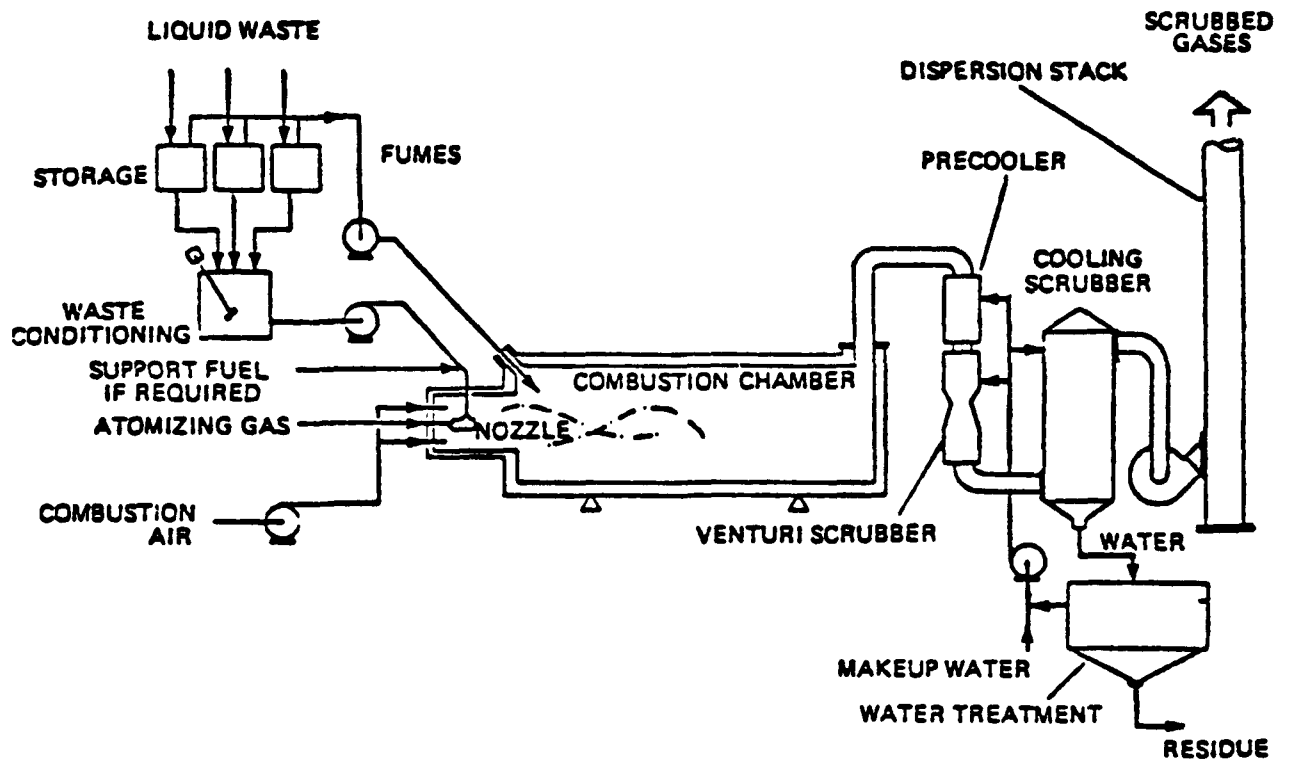 LIQUID WASTE
SCRUBBED
GASES
DISPERSION STACK
FUMES
PRECOOLER
STORAGE
COOLING
SCRUBBER
WASTE
CONDITIONING
SUPPORT FUEL
IF REQUIRED
COMBUSTION CHAMBER
ATOMIZING GAS
NOZZLE
COMBUSTION
AIR
VENTURI SCRUBBER
WATER
MAKEUP WATER
WATER TREATMENT
RESIDUE